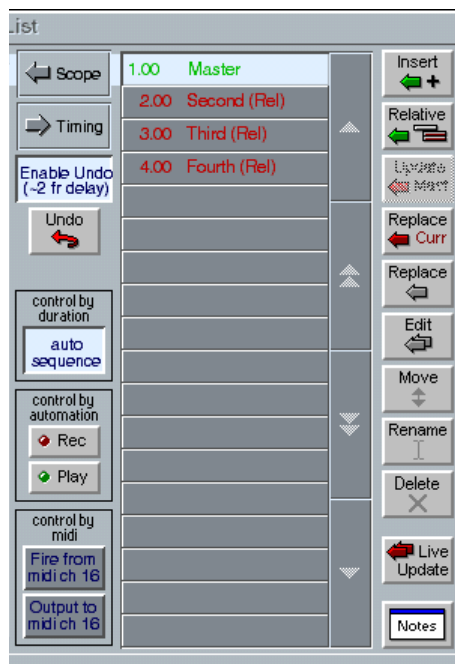 List
Scope
Timing
Enable Undo
(~2 fr delay)
Undo
control by
duration
auto
sequence
control by
automation
Rec
Play
control by
midi
Fire from
midi ch 16
Output to
midi ch 16
1.00 Master
2.00 Second (Rel)
3.00 Third (Rel)
4.00 Fourth (Rel)
Insert
+
Relative
Update
Mast
Replace
Curr
Replace
Edit
Move
Rename
Delete
Live
Update
Notes